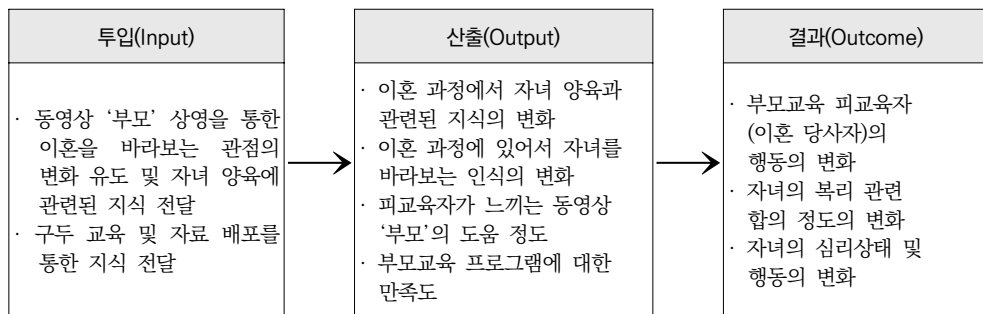 투입(Input)
· 동영상 ‘부모’ 상영을 통한
이혼을 바라보는 관점의
변화 유도 및 자녀 양육에
관련된 지식 전달
· 구두 교육 및 자료 배포를
통한 지식 전달
산출(Output)
· 이혼 과정에서 자녀 양육과
관련된 지식의 변화
· 이혼 과정에 있어서 자녀를
바라보는 인식의 변화
· 피교육자가 느끼는 동영상
‘부모’의 도움 정도
· 부모교육 프로그램에 대한
만족도
결과(Outcome)
· 부모교육 피교육자
(이혼 당사자)의
행동의 변화
· 자녀의 복리 관련
합의 정도의 변화
· 자녀의 심리상태 및
행동의 변화